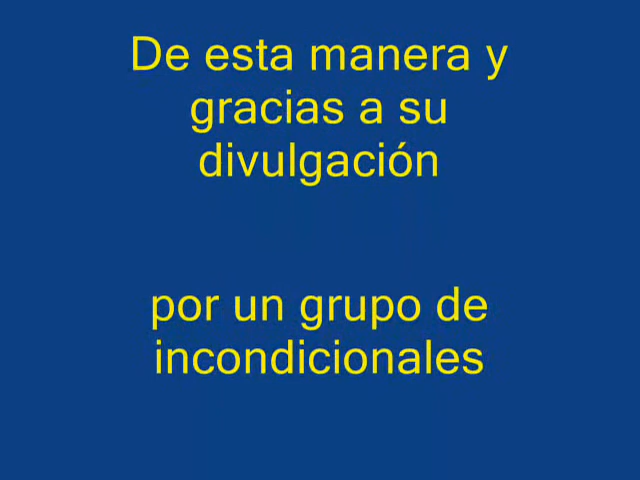 De esta manera y
gracias a su
divulgación
por un grupo de
incondicionales